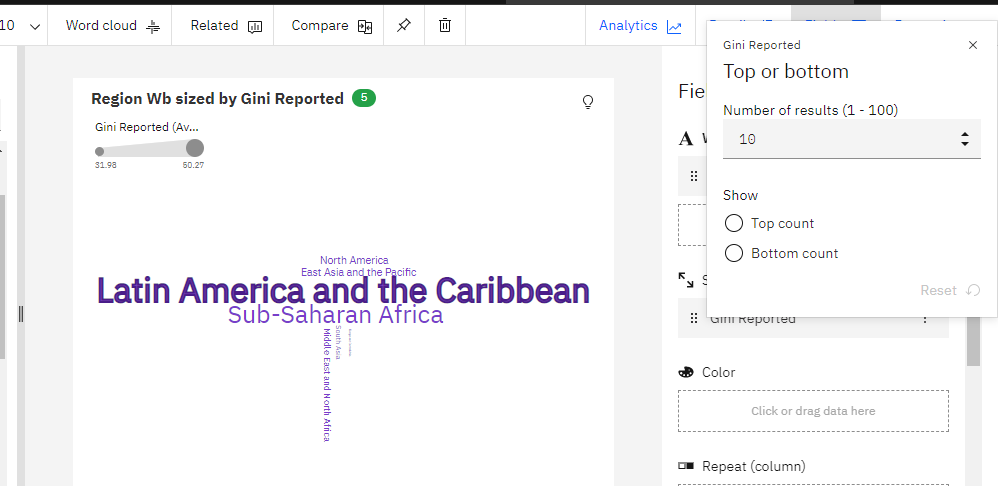 10
Word cloud
Related
Compare
Analytics
Region Wb sized by Gini Reported 5
Gini Reported (Av...
31.98 50.27
North America
East Asia and the Pacific
Latin America and the Caribbean
Sub-Saharan Africa
South Asia
Middle East and North Africa
Gini Reported
Top or bottom
Number of results (1 - 100)
10
Show
Top count
Bottom count
Reset
Gini Reported
Color
Click or drag data here
Repeat (column)